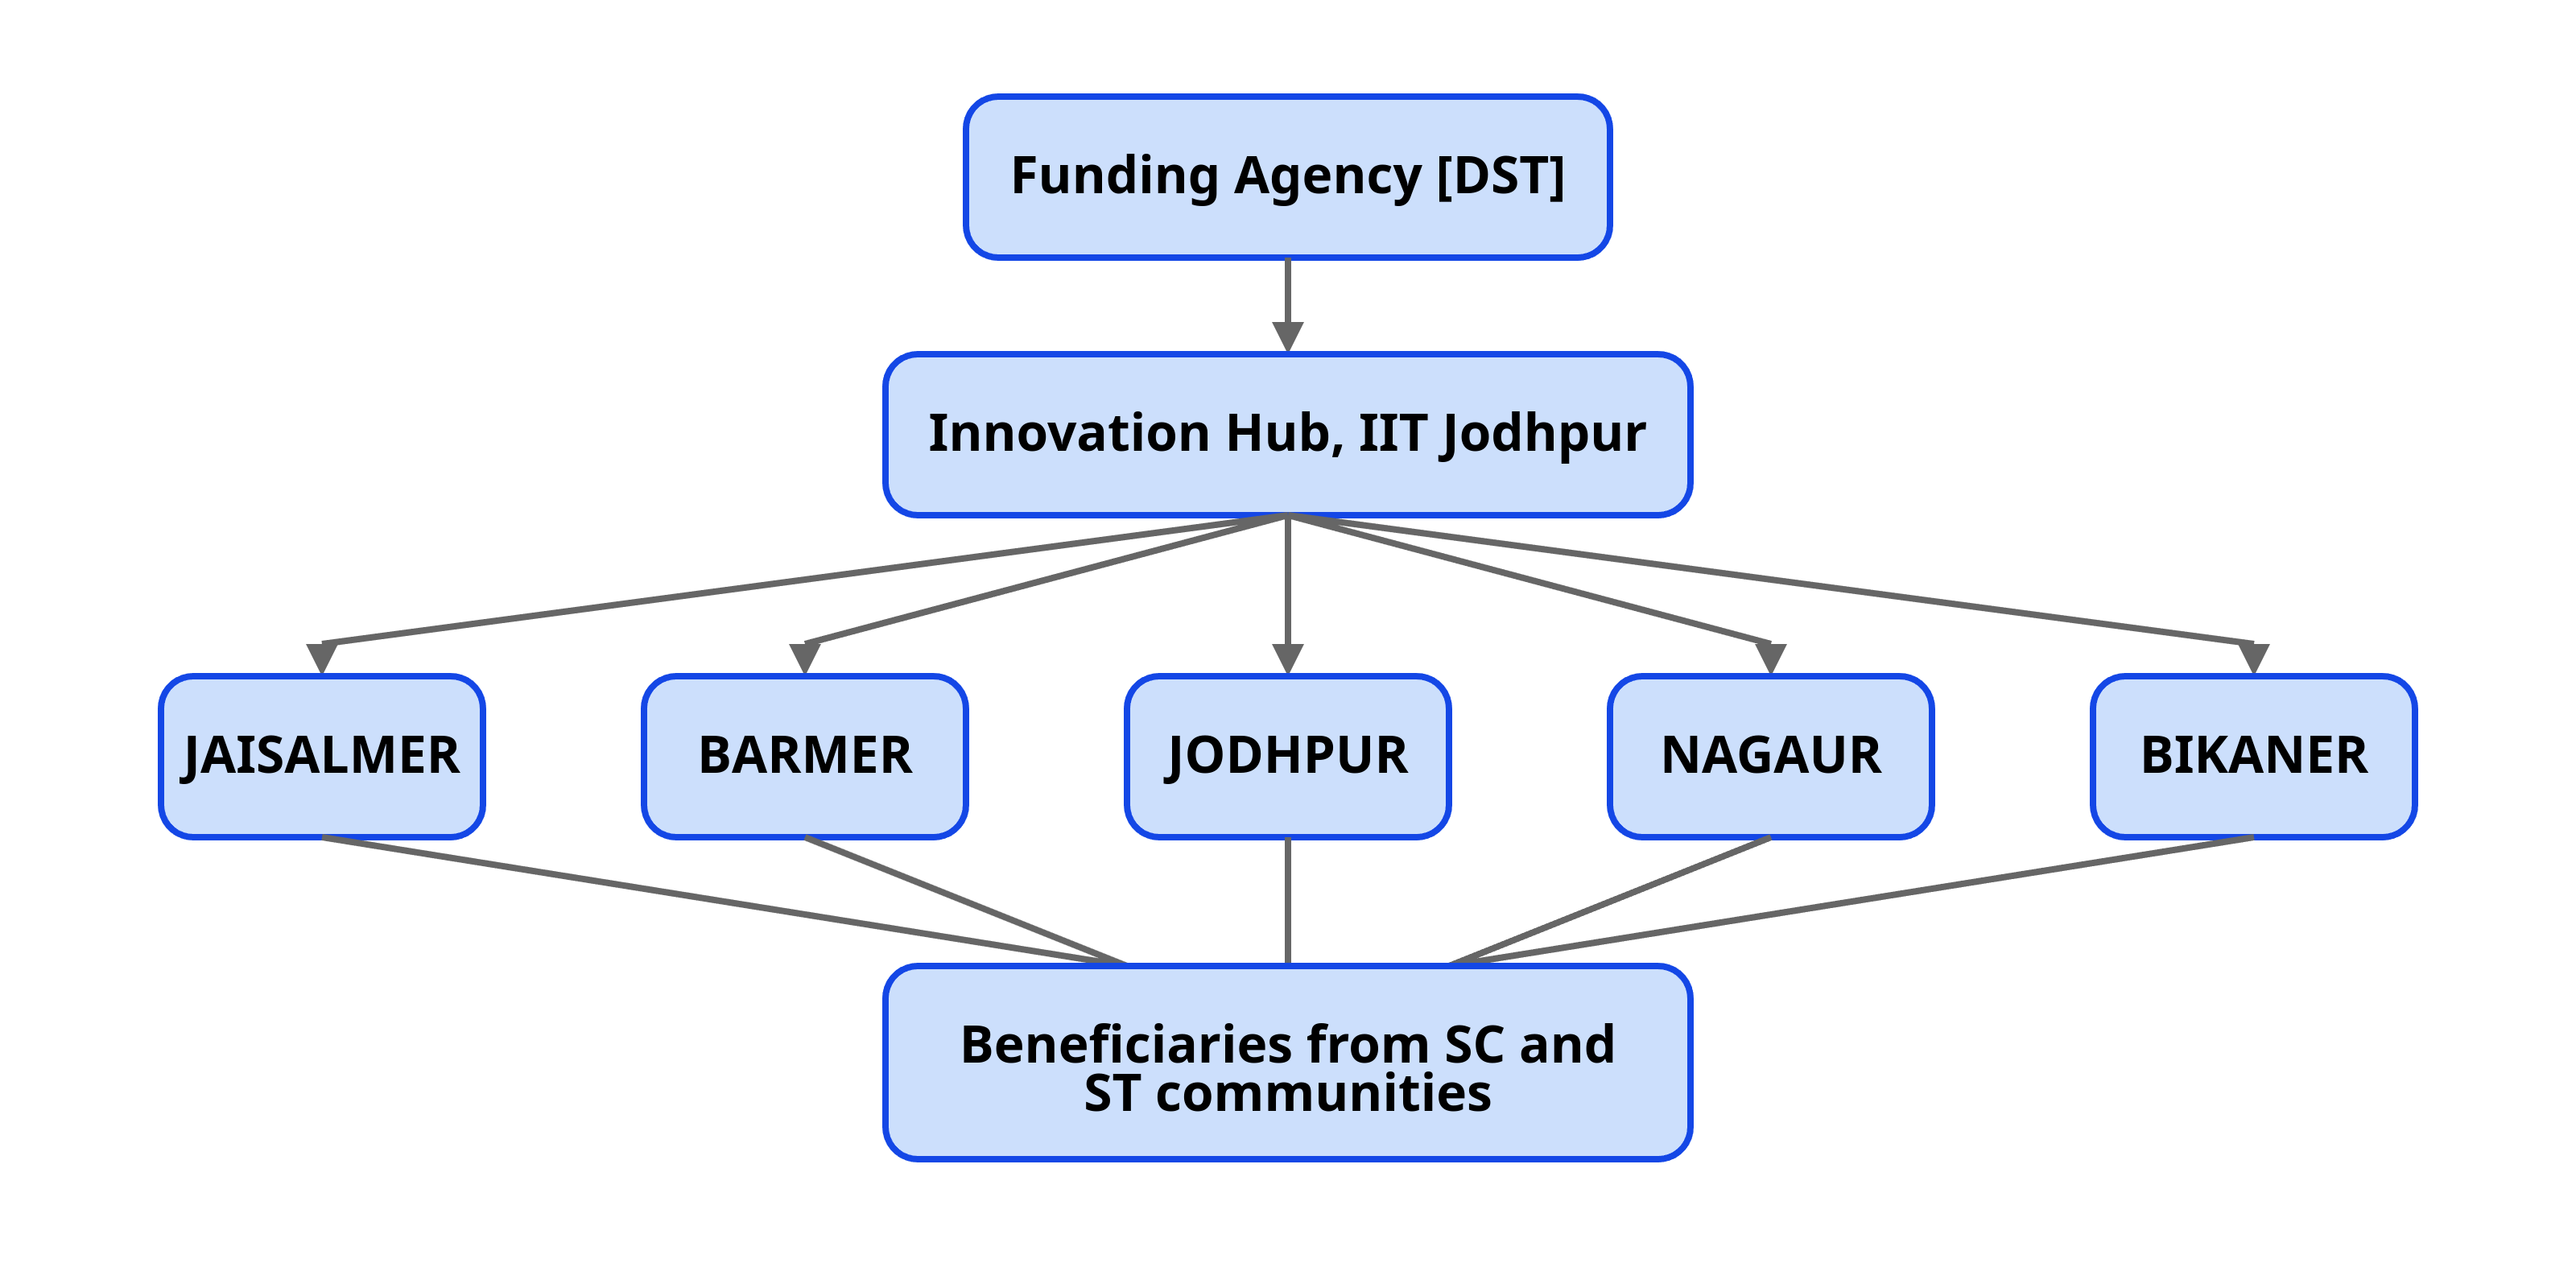 Funding Agency [DST]
Innovation Hub, IIT Jodhpur
JAISALMER
BARMER
JODHPUR
NAGAUR
BIKANER
Beneficiaries from SC and
ST communities